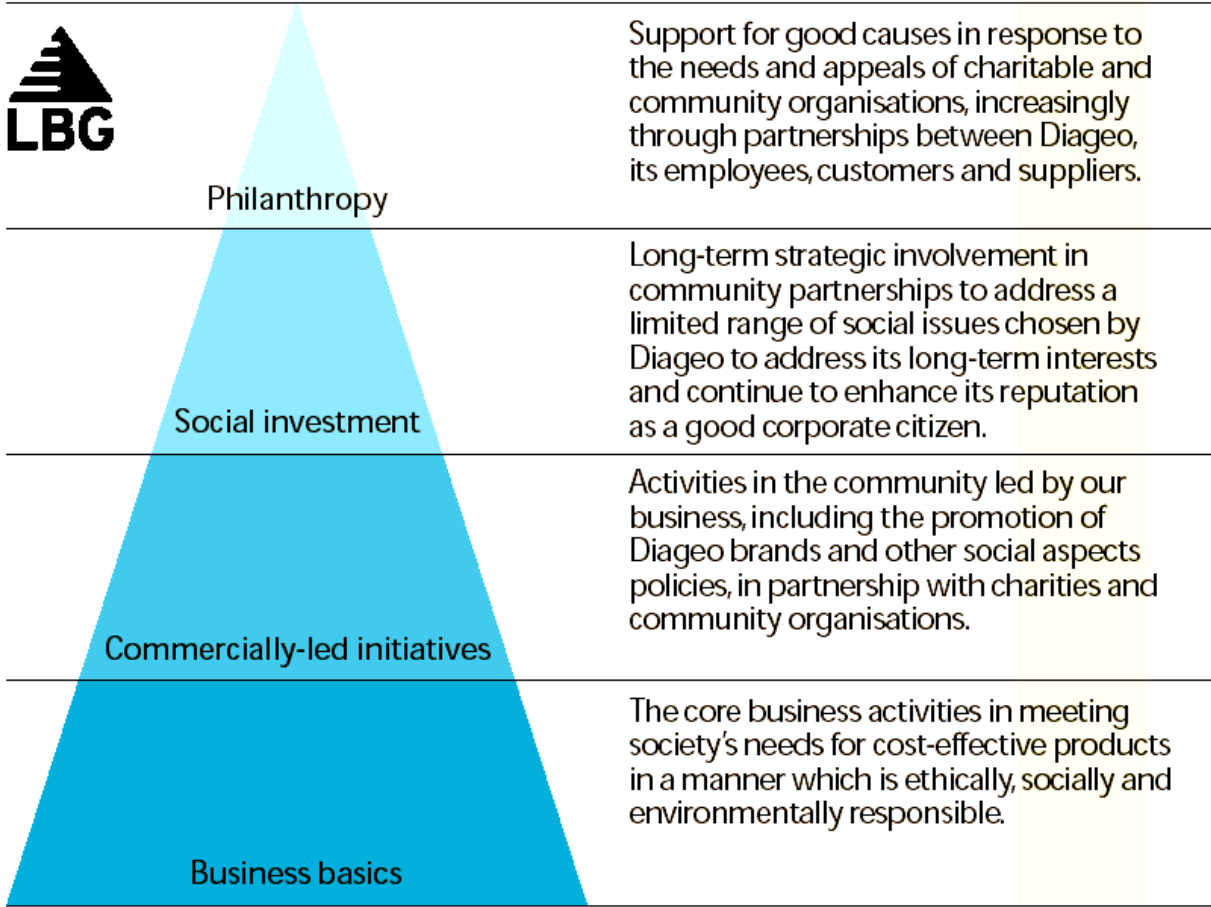 LBG
Support for good causes in response to
the needs and appeals of charitable and
community organisations, increasingly
through partnerships between Diageo,
its employees, customers and suppliers.
Philanthropy
Long-term strategic involvement in
community partnerships to address a
limited range of social issues chosen by
Diageo to address its long-term interests
and continue to enhance its reputation
as a good corporate citizen.
Social investment
Activities in the community led by our
business, including the promotion of
Diageo brands and other social aspects
policies, in partnership with charities and
community organisations.
Commercially-led initiatives
The core business activities in meeting
society's needs for cost-effective products
in a manner which is ethically, socially and
environmentally responsible.
Business basics